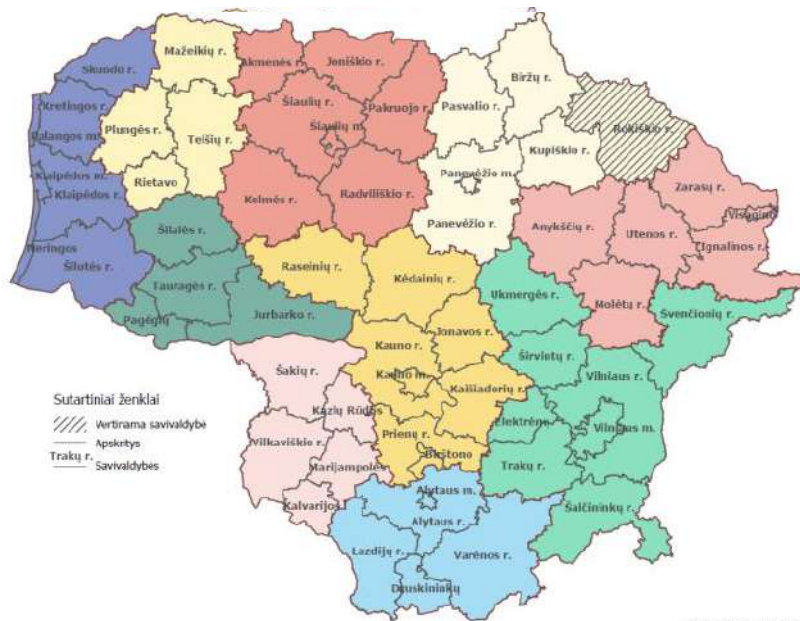 Mažeikių r.
Skuodo r.
Akmenės r.
Joniškio r.
Biržų r.
Pasvalio r.
Kretingos r.
Šiaulių r.
Pakruojo r.
Plungės r.
Rokiškio r.
Palangos m.
Šiaulių m.
Telšių r.
Kupiškio r.
Klaipėdos m.
Panevėžio m.
Rietavo
Zarasų r.
Klaipėdos r.
Kelmės r.
Radviliškio r.
Visagino
Panevėžio r.
Anykščių r.
Utenos r.
Šilalės r.
Ignalinos r.
Neringos
Šilutės r.
Raseinių r.
Kėdainių r.
Tauragės r.
Ukmergės r.
Molėtų r.
Švenčionių r.
Pagėgių
Jurbarko r.
Jonavos r.
Kauno r.
Širvintų r.
Šakių r.
Kauno m.
Vilniaus r.
Kaišiadorių r.
Sutartiniai ženklai
Kazlų Rūdos
Vertinama savivaldybė
Elektrėnų
Vilniaus m.
Prienų r.
Apskritys
Vilkaviškio r.
Birštono
Trakų r.
Savivaldybės
Marijampolės
Trakų r.
Alytaus m.
Kalvarijos
Šalčininkų r.
Alytaus r.
Lazdijų r.
Varėnos r.
Druskininkų